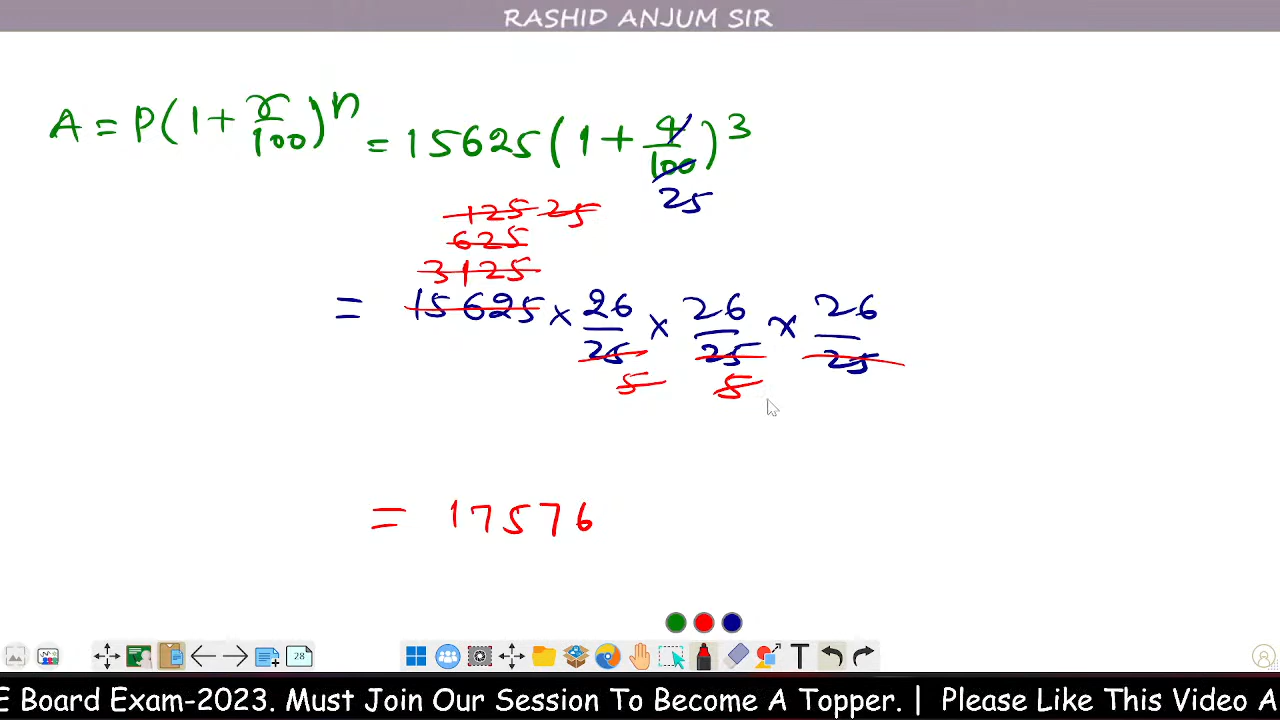 RASHID ANJUM SIR
A = P(1 + r/100)^n = 15625(1 + 4/100)^3
25
125 25
625
3125
= 15625 × 26/25 × 26/25 × 26/25
5 5
= 17576
28
E Board Exam-2023. Must Join Our Session To Become A Topper. | Please Like This Video A